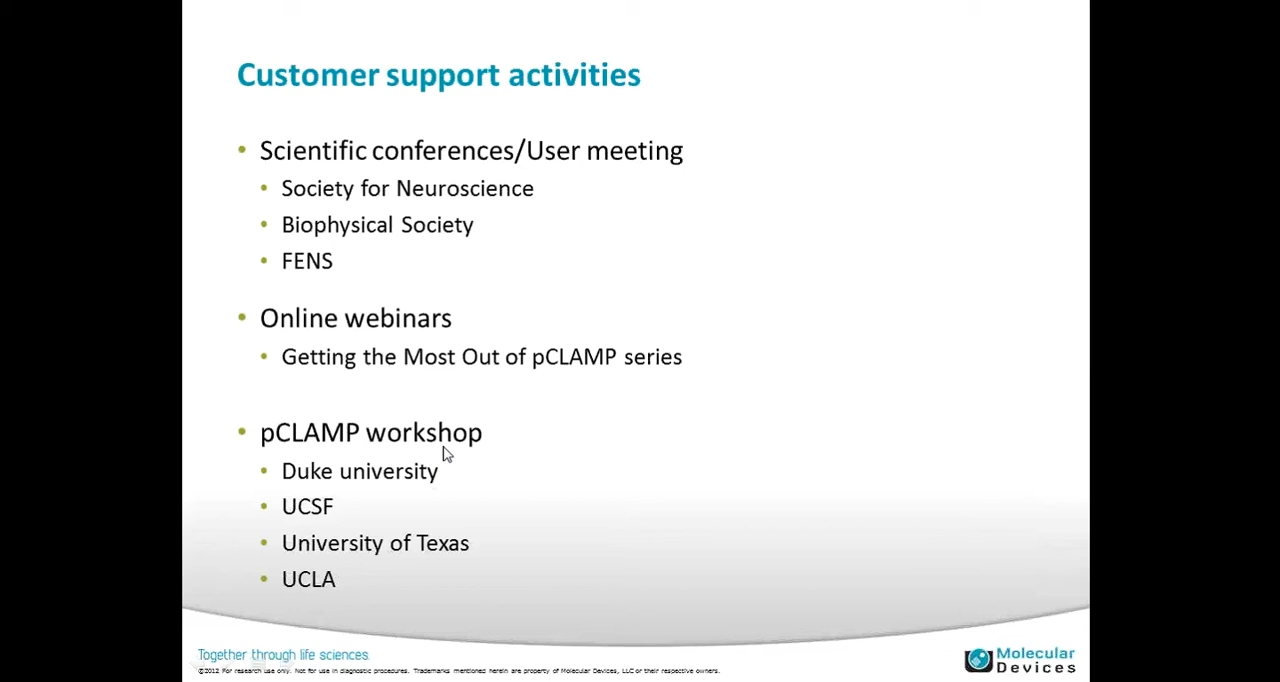 Customer support activities
• Scientific conferences/User meeting
• Society for Neuroscience
• Biophysical Society
• FENS
• Online webinars
• Getting the Most Out of pCLAMP series
• pCLAMP workshop
• Duke university
• UCSF
• University of Texas
• UCLA
Together through life sciences.
©2012 For research use only. Not for use in diagnostic procedures. Trademarks mentioned herein are property of Molecular Devices, LLC or their respective owners.
Molecular
Devices